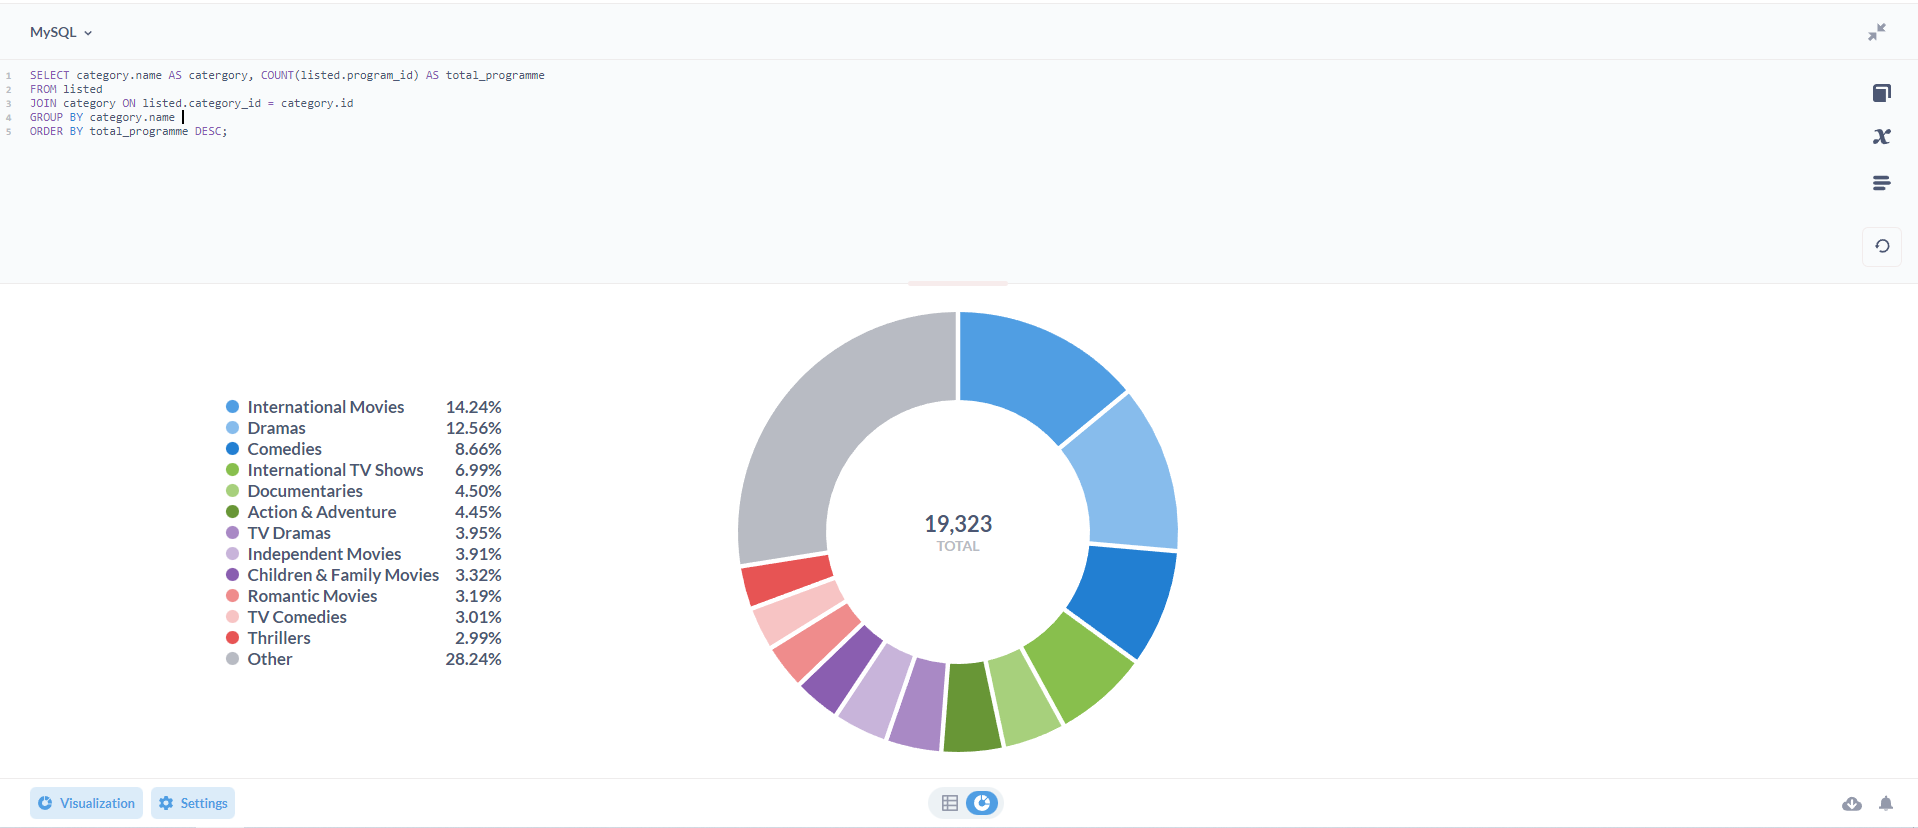 MySQL
1 SELECT category.name AS catergory, COUNT(listed.program_id) AS total_programme
2 FROM listed
3 JOIN category ON listed.category_id = category.id
4 GROUP BY category.name
5 ORDER BY total_programme DESC;
International Movies 14.24%
Dramas 12.56%
Comedies 8.66%
International TV Shows 6.99%
Documentaries 4.50%
Action & Adventure 4.45%
TV Dramas 3.95%
Independent Movies 3.91%
Children & Family Movies 3.32%
Romantic Movies 3.19%
TV Comedies 3.01%
Thrillers 2.99%
Other 28.24%
19,323
TOTAL
Visualization Settings